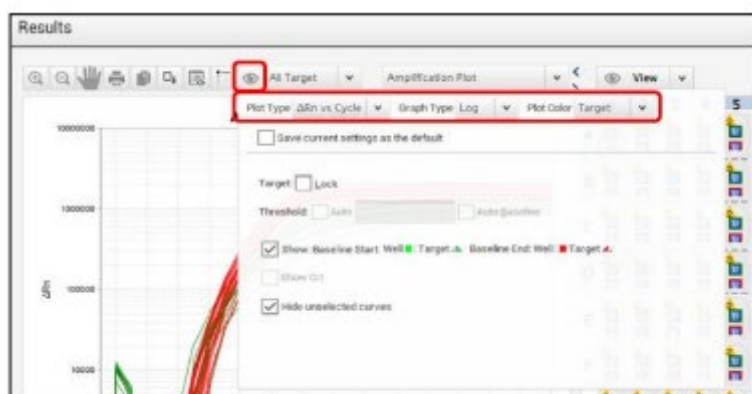 Results
All Target Amplification Plot View
Plot Type ΔRn vs Cycle Graph Type Log Plot Color Target 5
Save current settings as the default
10000000
Target Lock
1000000
Threshold Auto Auto Baseline
Show: Baseline Start: Well : Target Baseline End: Well: Target
Show Crt
ΔRn
100000
Hide unselected curves
10000